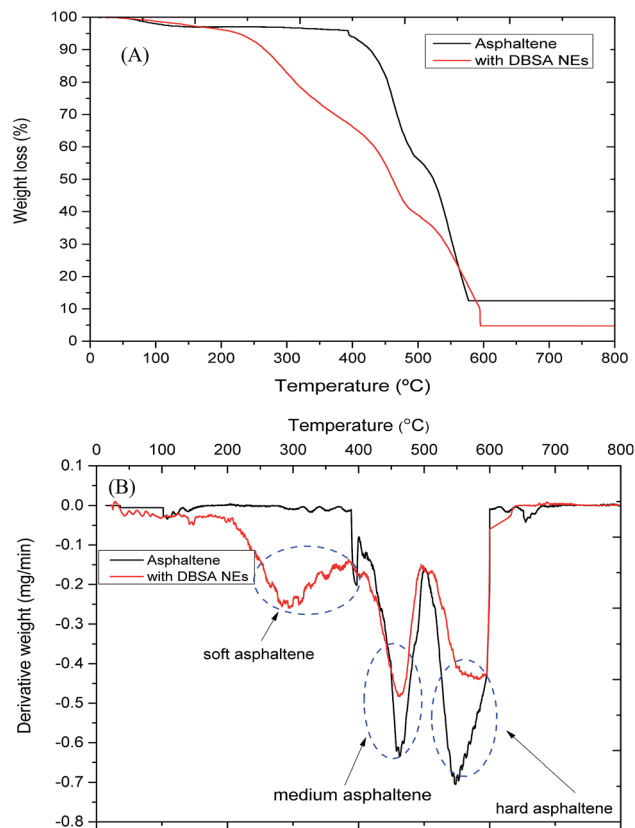 (A)
Asphaltene
with DBSA NEs
Weight loss (%)
100
90
80
70
60
50
40
30
20
10
0
0 100 200 300 400 500 600 700 800
Temperature (ºC)
Temperature (°C)
0 100 200 300 400 500 600 700 800
(B)
Derivative weight (mg/min)
0.1
0.0
-0.1
-0.2
-0.3
-0.4
-0.5
-0.6
-0.7
-0.8
Asphaltene
with DBSA NEs
soft asphaltene
medium asphaltene
hard asphaltene